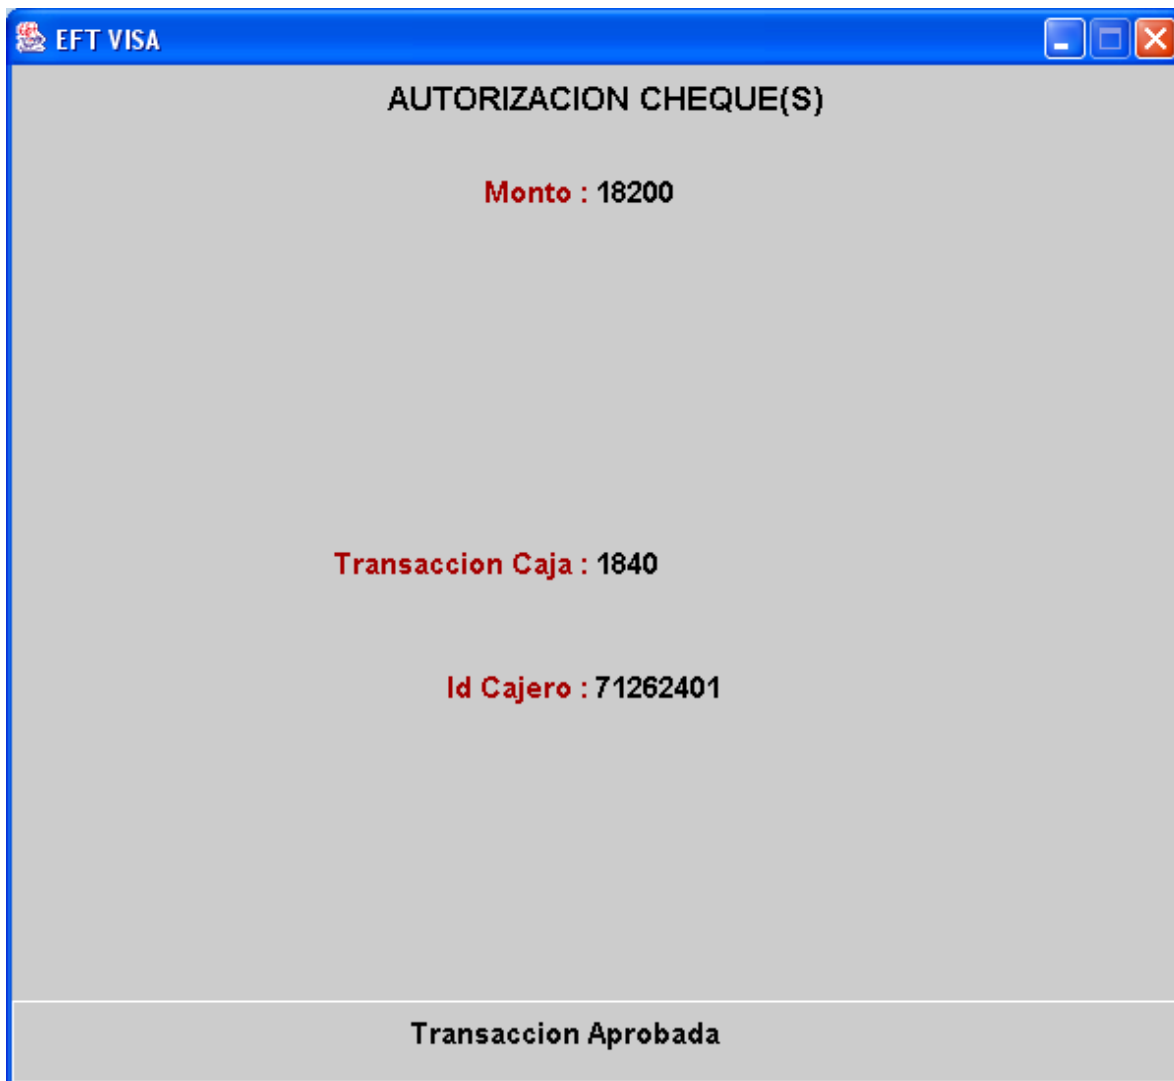 EFT VISA
AUTORIZACION CHEQUE(S)
Monto : 18200
Transaccion Caja : 1840
Id Cajero : 71262401
Transaccion Aprobada